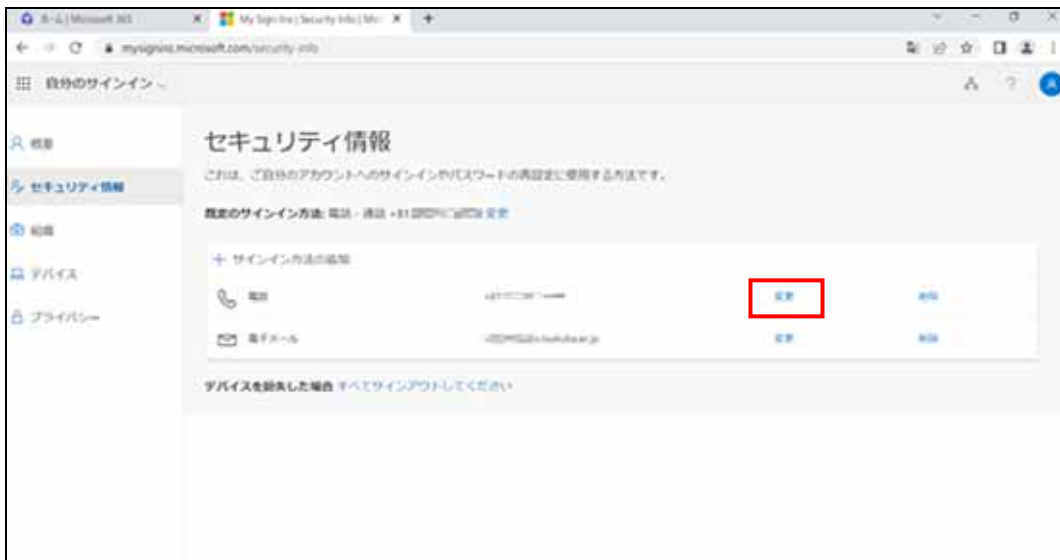 ホーム | Microsoft 365
My Sign-Ins | Security Info | Mic
mysignins.microsoft.com/security-info
自分のサインイン
概要
セキュリティ情報
組織
デバイス
プライバシー
セキュリティ情報
これは、ご自分のアカウントへのサインインやパスワードの再設定に使用する方法です。
既定のサインイン方法: 電話 - 通話 +81 変更
+ サインイン方法の追加
電話 変更 削除
電子メール 変更 削除
デバイスを紛失した場合 すべてサインアウトしてください